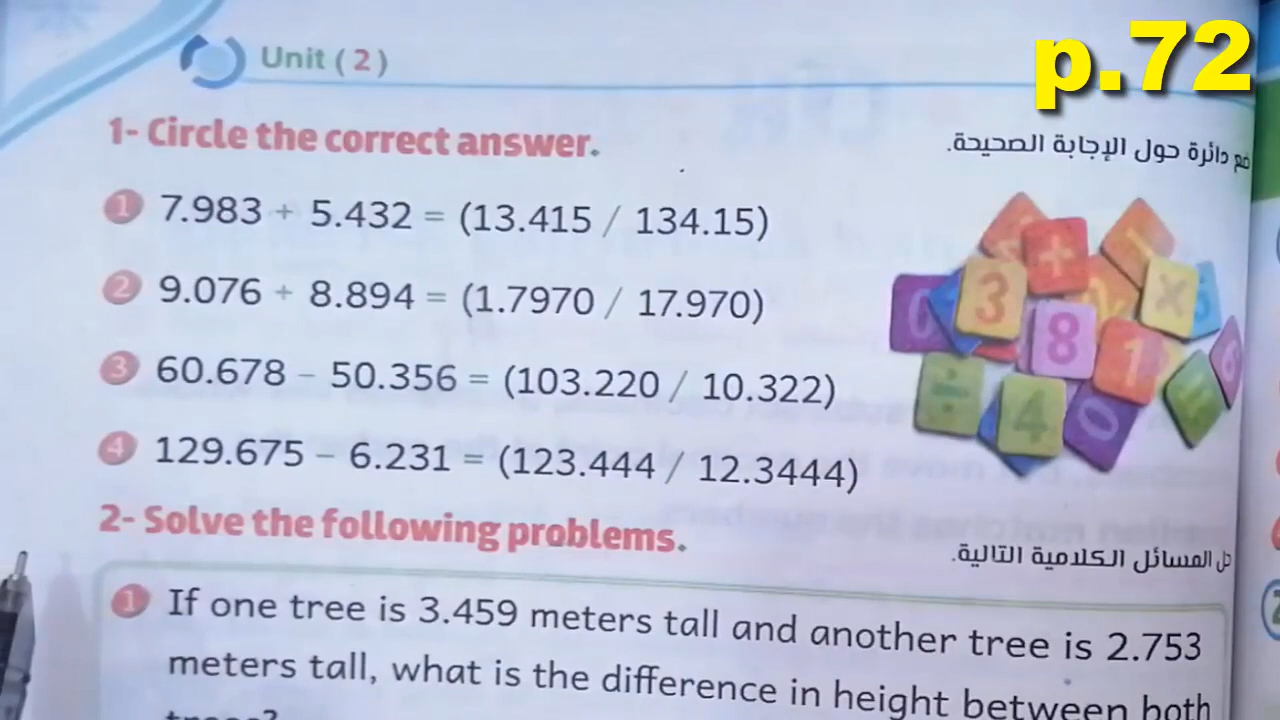 p.72
Unit (2)
1- Circle the correct answer.
ضع دائرة حول الإجابة الصحيحة.
1 7.983 + 5.432 = (13.415 / 134.15)
2 9.076 + 8.894 = (1.7970 / 17.970)
3 60.678 - 50.356 = (103.220 / 10.322)
4 129.675 - 6.231 = (123.444 / 12.3444)
2- Solve the following problems.
حل المسائل الكلامية التالية.
1 If one tree is 3.459 meters tall and another tree is 2.753
meters tall, what is the difference in height between both